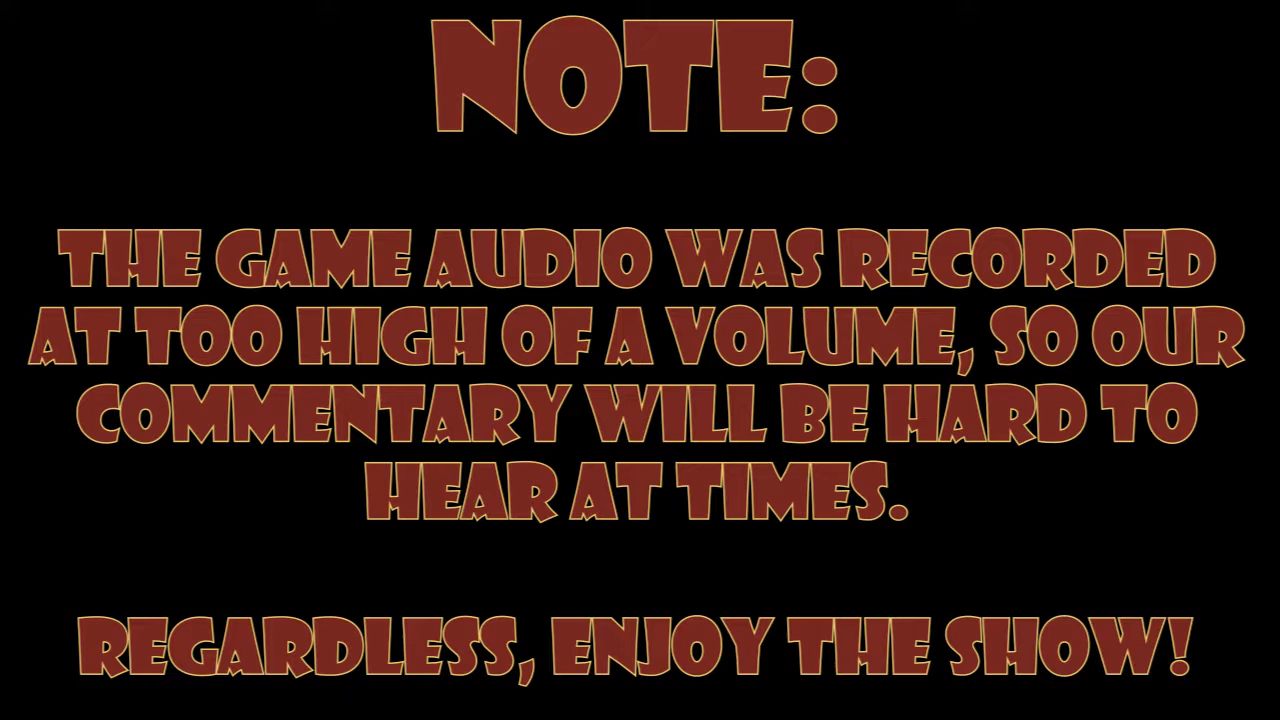 NOTE:
THE GAME AUDIO WAS RECORDED
AT TOO HIGH OF A VOLUME, SO OUR
COMMENTARY WILL BE HARD TO
HEAR AT TIMES.
REGARDLESS, ENJOY THE SHOW!